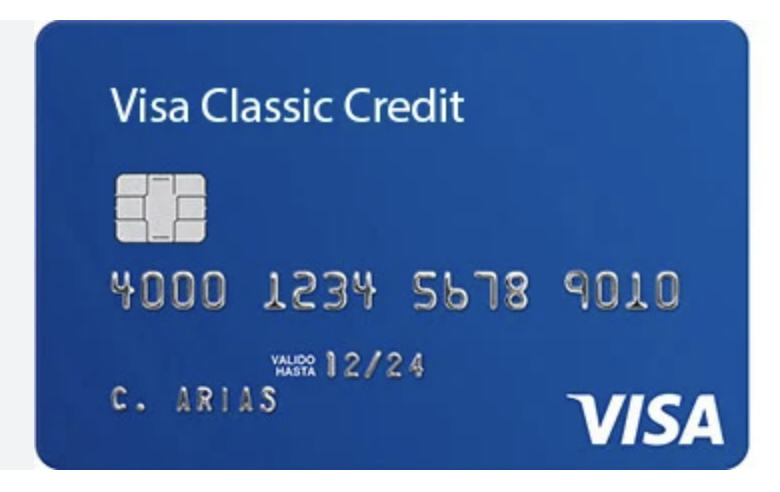 Visa Classic Credit
4000 1234 5678 9010
VALIDO
HASTA 12/24
C. ARIAS
VISA